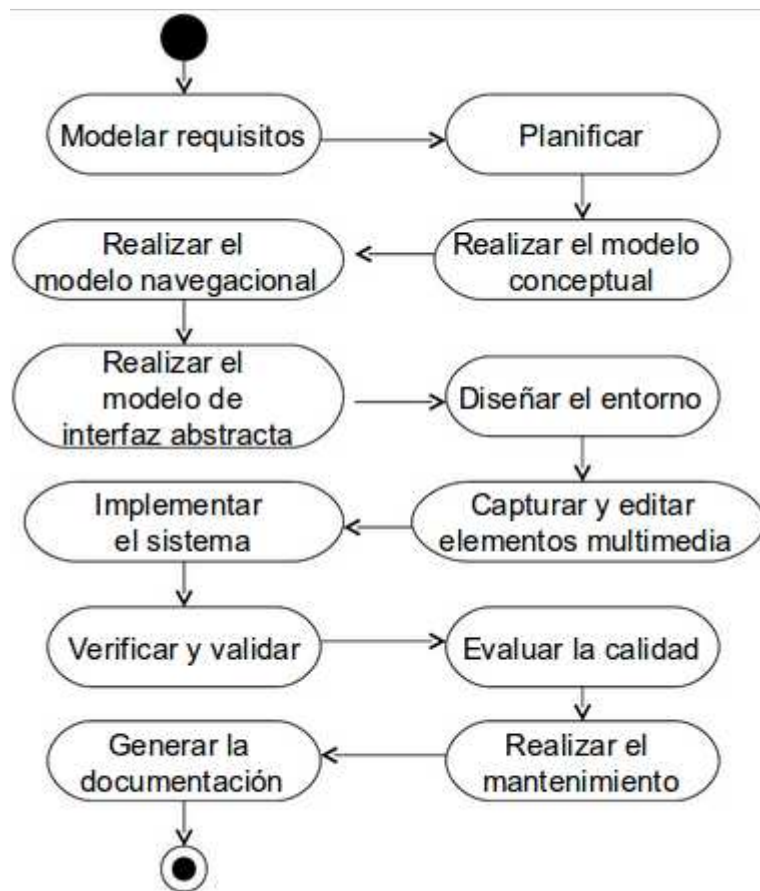 Modelar requisitos
Planificar
Realizar el modelo
conceptual
Realizar el
modelo navegacional
Realizar el
modelo de
interfaz abstracta
Diseñar el entorno
Capturar y editar
elementos multimedia
Implementar
el sistema
Verificar y validar
Evaluar la calidad
Realizar el
mantenimiento
Generar la
documentación